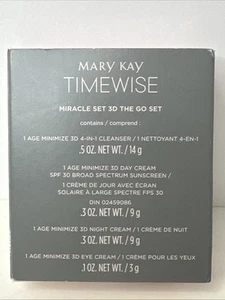 MARY KAY
TIMEWISE
MIRACLE SET 3D THE GO SET
contains / comprend :
1 AGE MINIMIZE 3D 4-IN-1 CLEANSER / 1 NETTOYANT 4-EN-1
.5 OZ. NET WT. / 14 g
1 AGE MINIMIZE 3D DAY CREAM
SPF 30 BROAD SPECTRUM SUNSCREEN /
1 CRÈME DE JOUR AVEC ÉCRAN
SOLAIRE À LARGE SPECTRE FPS 30
DIN 02459086
.3 OZ. NET WT. / 9 g
1 AGE MINIMIZE 3D NIGHT CREAM / 1 CRÈME DE NUIT
.3 OZ. NET WT. / 9 g
1 AGE MINIMIZE 3D EYE CREAM / 1 CRÈME POUR LES YEUX
.1 OZ. NET WT. / 3 g